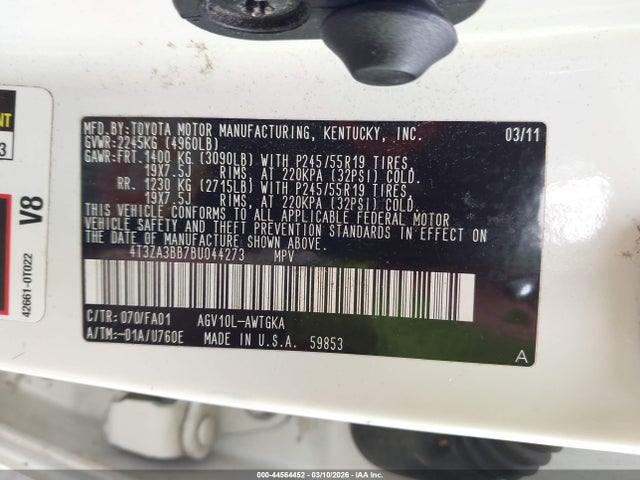 NT
3
V8
42661-0T022
MFD. BY: TOYOTA MOTOR MANUFACTURING, KENTUCKY, INC. 03/11
GVWR: 2245KG (4960LB)
GAWR: FRT. 1400 KG (3090LB) WITH P245/55R19 TIRES,
19X7.5J RIMS, AT 220KPA (32PSI) COLD.
RR. 1230 KG (2715LB) WITH P245/55R19 TIRES,
19X7.5J RIMS, AT 220KPA (32PSI) COLD.
THIS VEHICLE CONFORMS TO ALL APPLICABLE FEDERAL MOTOR
VEHICLE SAFETY AND THEFT PREVENTION STANDARDS IN EFFECT ON
THE DATE OF MANUFACTURE SHOWN ABOVE.
4T3ZA3BB7BU044273 MPV
C/TR: 070/FA01 AGV10L-AWTGKA
A/TM: -01A/U760E MADE IN U.S.A. 59853
A
000-44564452 - 03/10/2026 - IAA Inc.